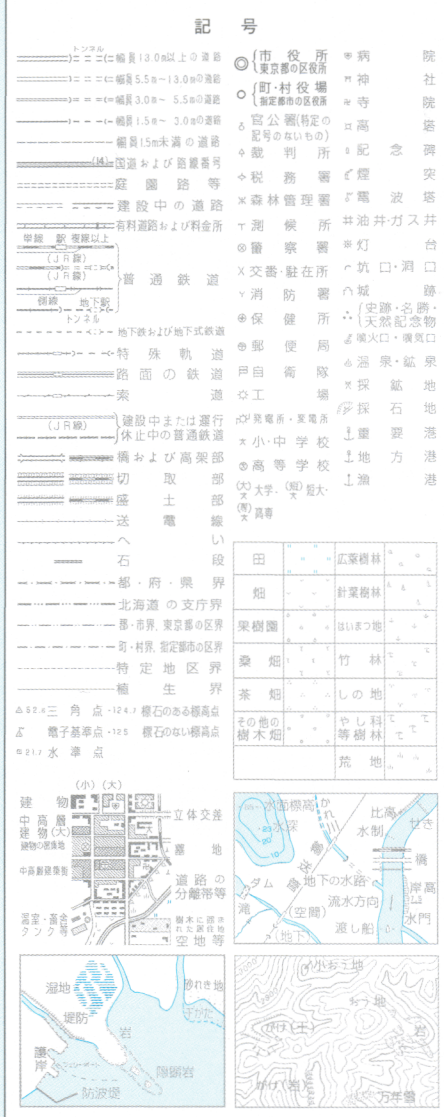 記号
トンネル
幅員13.0m以上の道路
幅員5.5m〜13.0mの道路
幅員3.0m〜5.5mの道路
幅員1.5m〜3.0mの道路
幅員1.5m未満の道路
(14) 国道および路線番号
庭園路等
建設中の道路
有料道路および料金所
単線 駅 複線以上
(JR線)
普通鉄道
(JR線)
側線 地下駅
トンネル
地下鉄および地下式鉄道
特殊軌道
路面の鉄道
索道
(JR線)
建設中または運行
休止中の普通鉄道
橋および高架部
切取部
盛土部
送電線
へい
石段
都・府・県界
北海道の支庁界
郡・市界、東京都の区界
町・村界、指定都市の区界
特定地区界
植生界
52.6 三角点 ・124.7 標石のある標高点
電子基準点 ・125 標石のない標高点
21.7 水準点
市役所
東京都の区役所
町・村役場
指定都市の区役所
官公署(特定の
記号のないもの)
裁判所
税務署
森林管理署
測候所
警察署
交番・駐在所
消防署
保健所
郵便局
自衛隊
工場
発電所・変電所
小・中学校
高等学校
(大) 大学・(短) 短大・
(専) 高専
病院
神社
寺院
高塔
記念碑
煙突
電波塔
油井・ガス井
灯台
坑口・洞口
城跡
史跡・名勝・
天然記念物
噴火口・噴気口
温泉・鉱泉
採鉱地
採石地
重要港
地方港
漁港
田 広葉樹林
畑 針葉樹林
果樹園 はいまつ地
桑畑 竹林
茶畑 しの地
その他の
樹木畑
やし科
等樹林
荒地
(小)(大)
建物
中高層
建物(大)
建物の密集地
中高層建築街
温室・畜舎
タンク等
立体交差
墓地
道路の
分離帯等
樹木に囲ま
れた居住地
空地等
水面標高
水深
かれ川
送電線
ダム
滝
地下の水路
(空間)
(地下)
比高
水制
せき
橋
岸高
流水方向
水門
渡し船
湿地
堤防
岩
砂れき地
干がた
護岸
フェリーボート
隠顕岩
防波堤
小おう地
おう地
がけ(土)
岩
がけ(岩)
万年雪